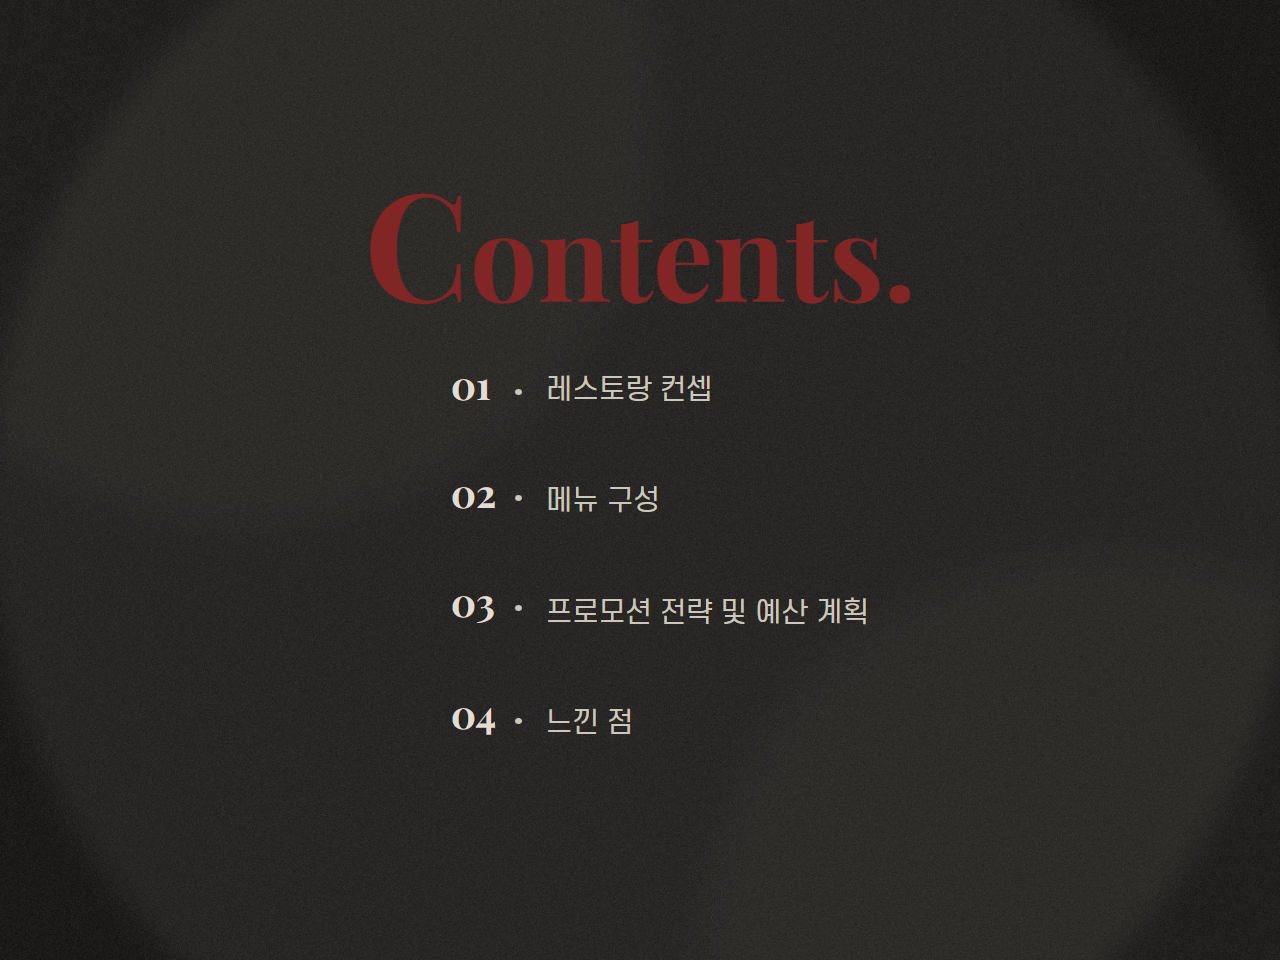 Contents.
01 • 레스토랑 컨셉
02 • 메뉴 구성
03 • 프로모션 전략 및 예산 계획
04 • 느낀 점